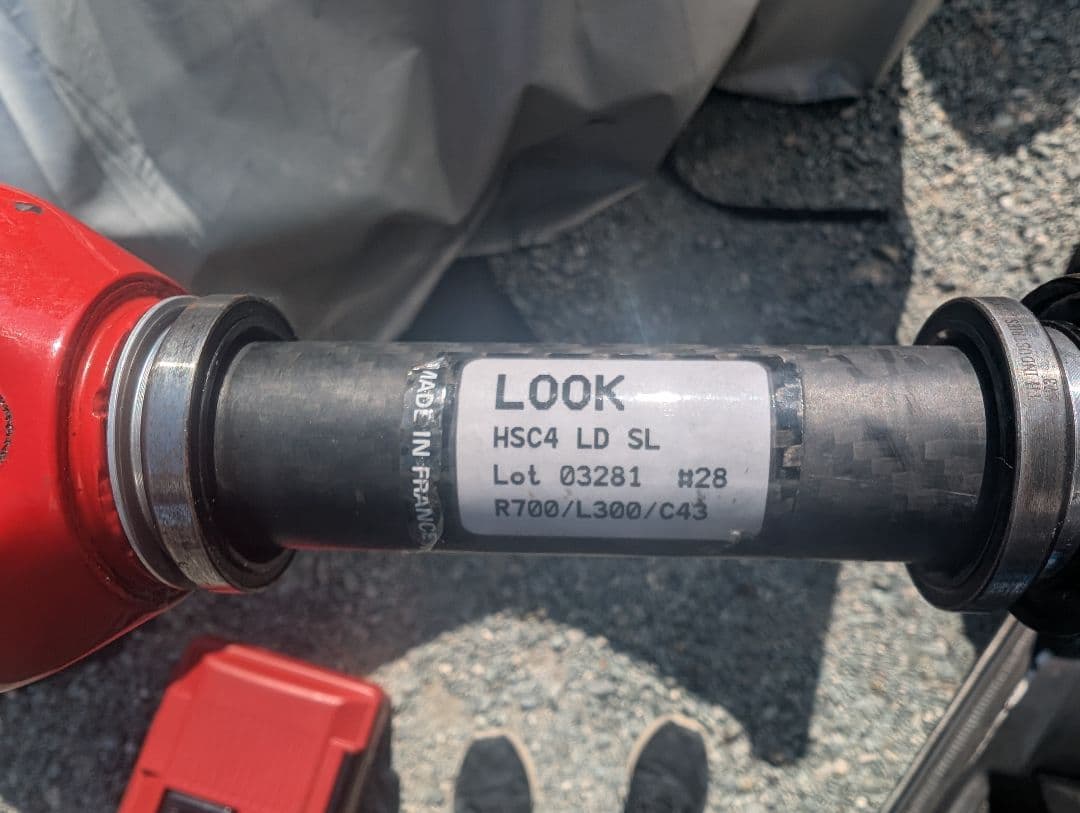 LOOK
HSC4 LD SL
Lot 03281 #28
R700/L300/C43
MADE IN FRANCE